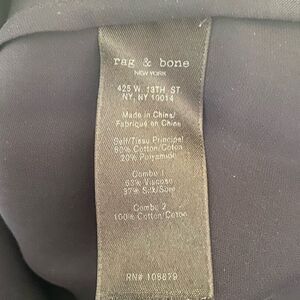 rag & bone
NEW YORK
425 W. 13TH ST
NY, NY 10014
Made in China/
Fabriqué en Chine
Self/Tissu Principal
80% Cotton/Coton
20% Polyamide
Combo 1
63% Viscose
37% Silk/Soie
Combo 2
100% Cotton/Coton
RN# 108679